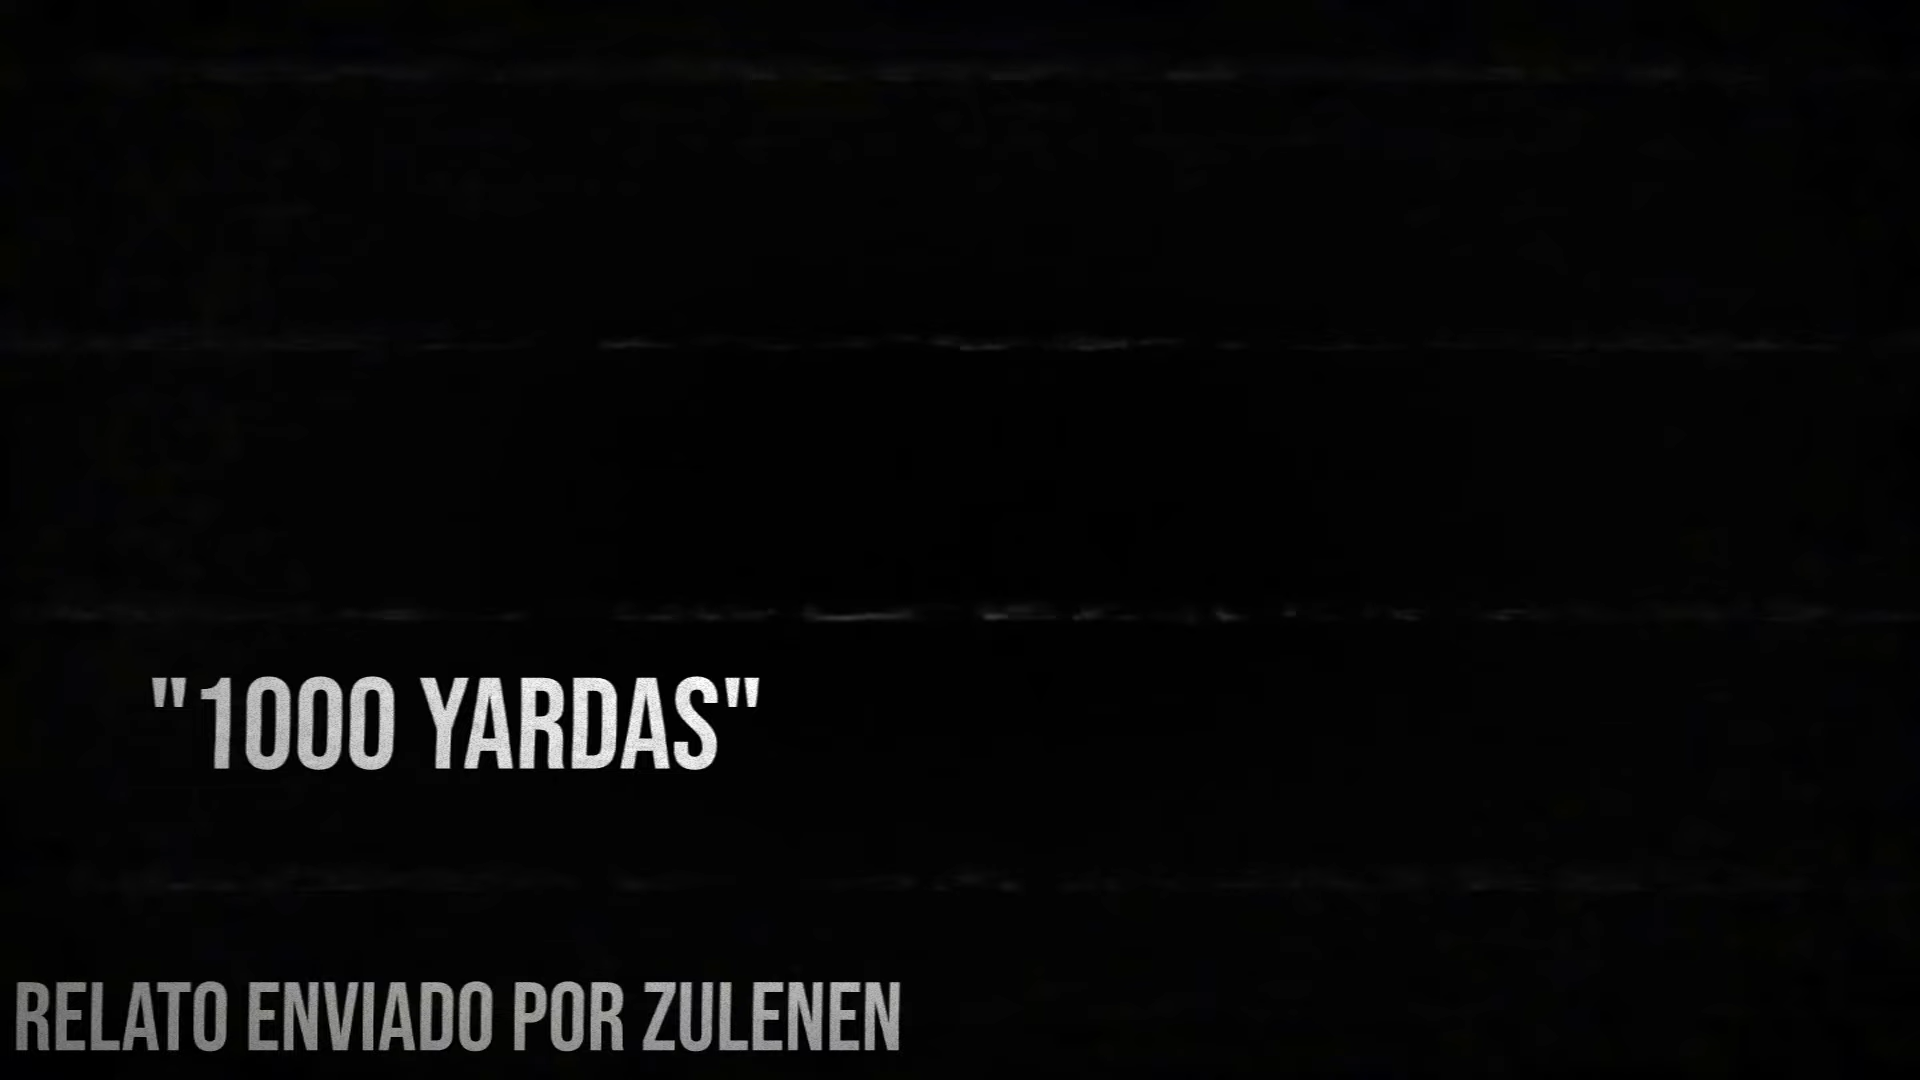 "1000 YARDAS"
RELATO ENVIADO POR ZULENEN